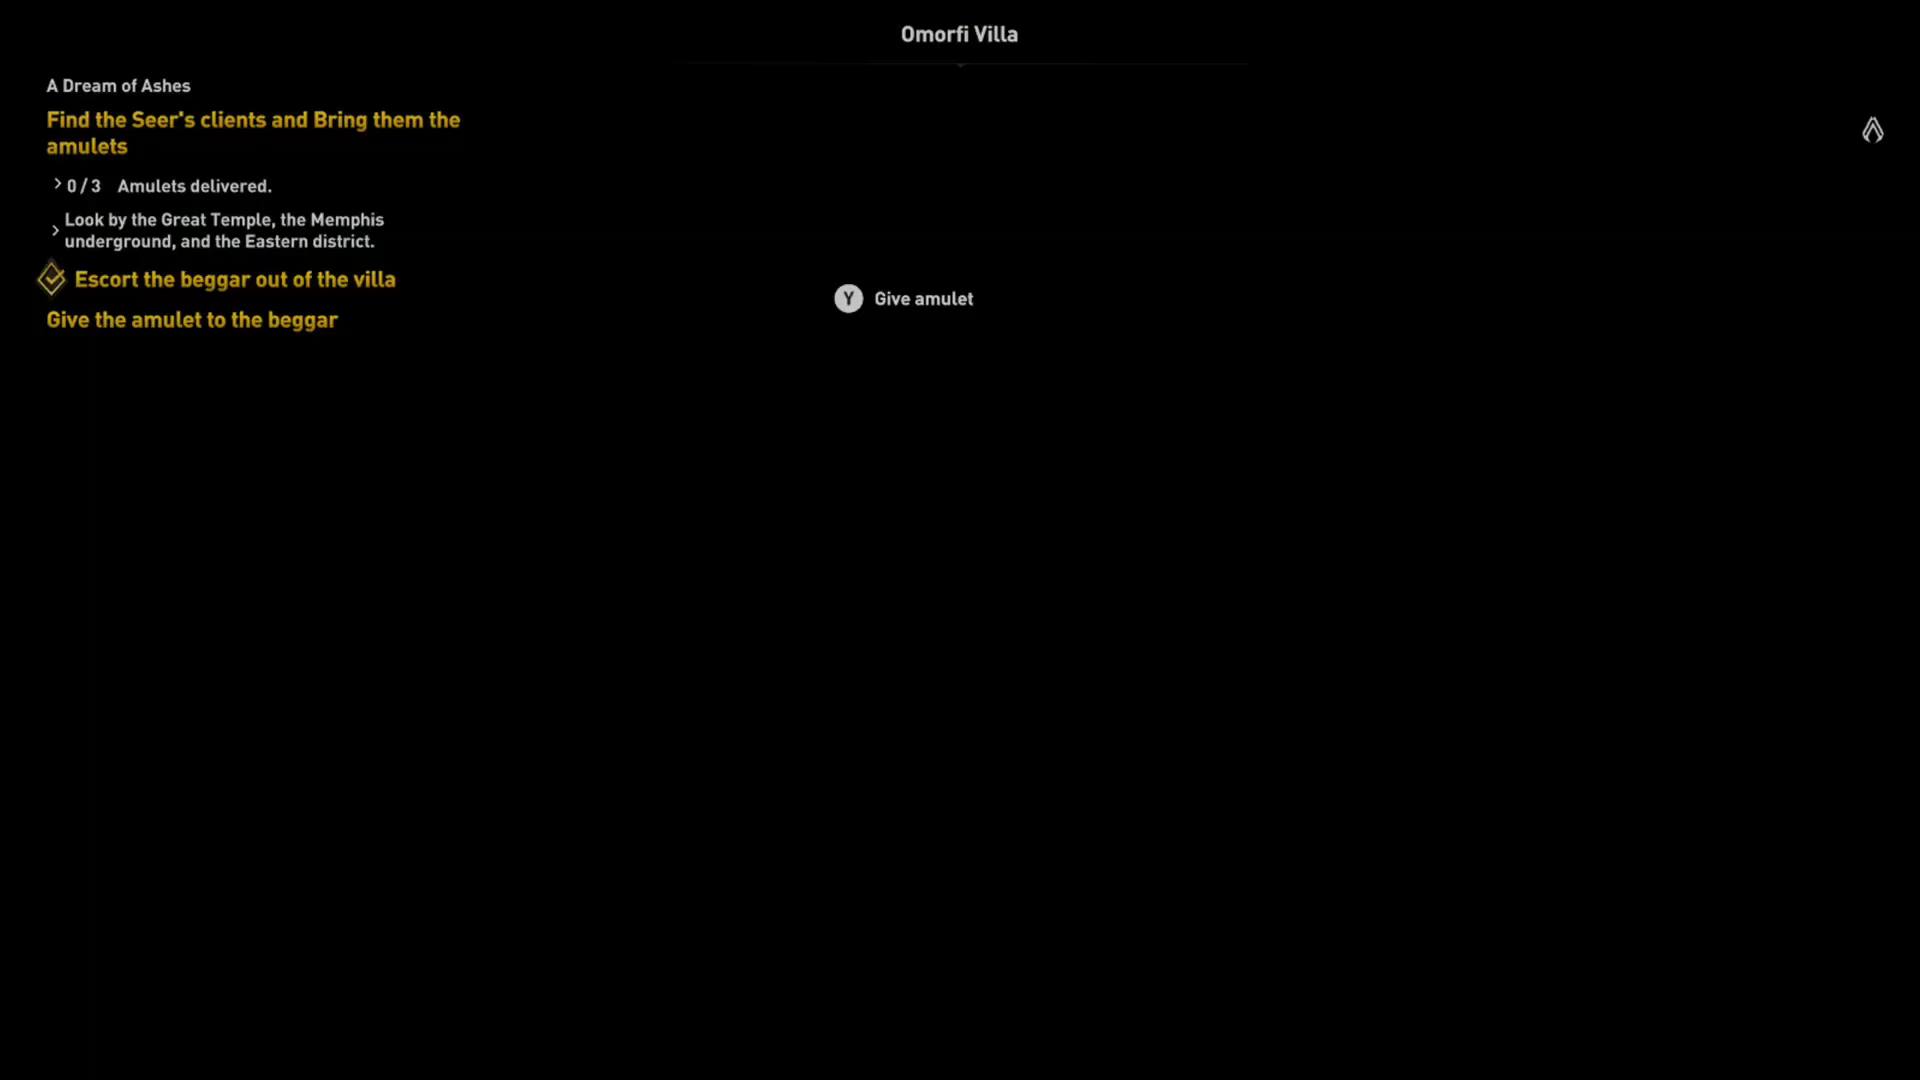 Omorfi Villa
A Dream of Ashes
Find the Seer's clients and Bring them the
amulets
> 0 / 3 Amulets delivered.
> Look by the Great Temple, the Memphis
underground, and the Eastern district.
Escort the beggar out of the villa
Give the amulet to the beggar
Y Give amulet